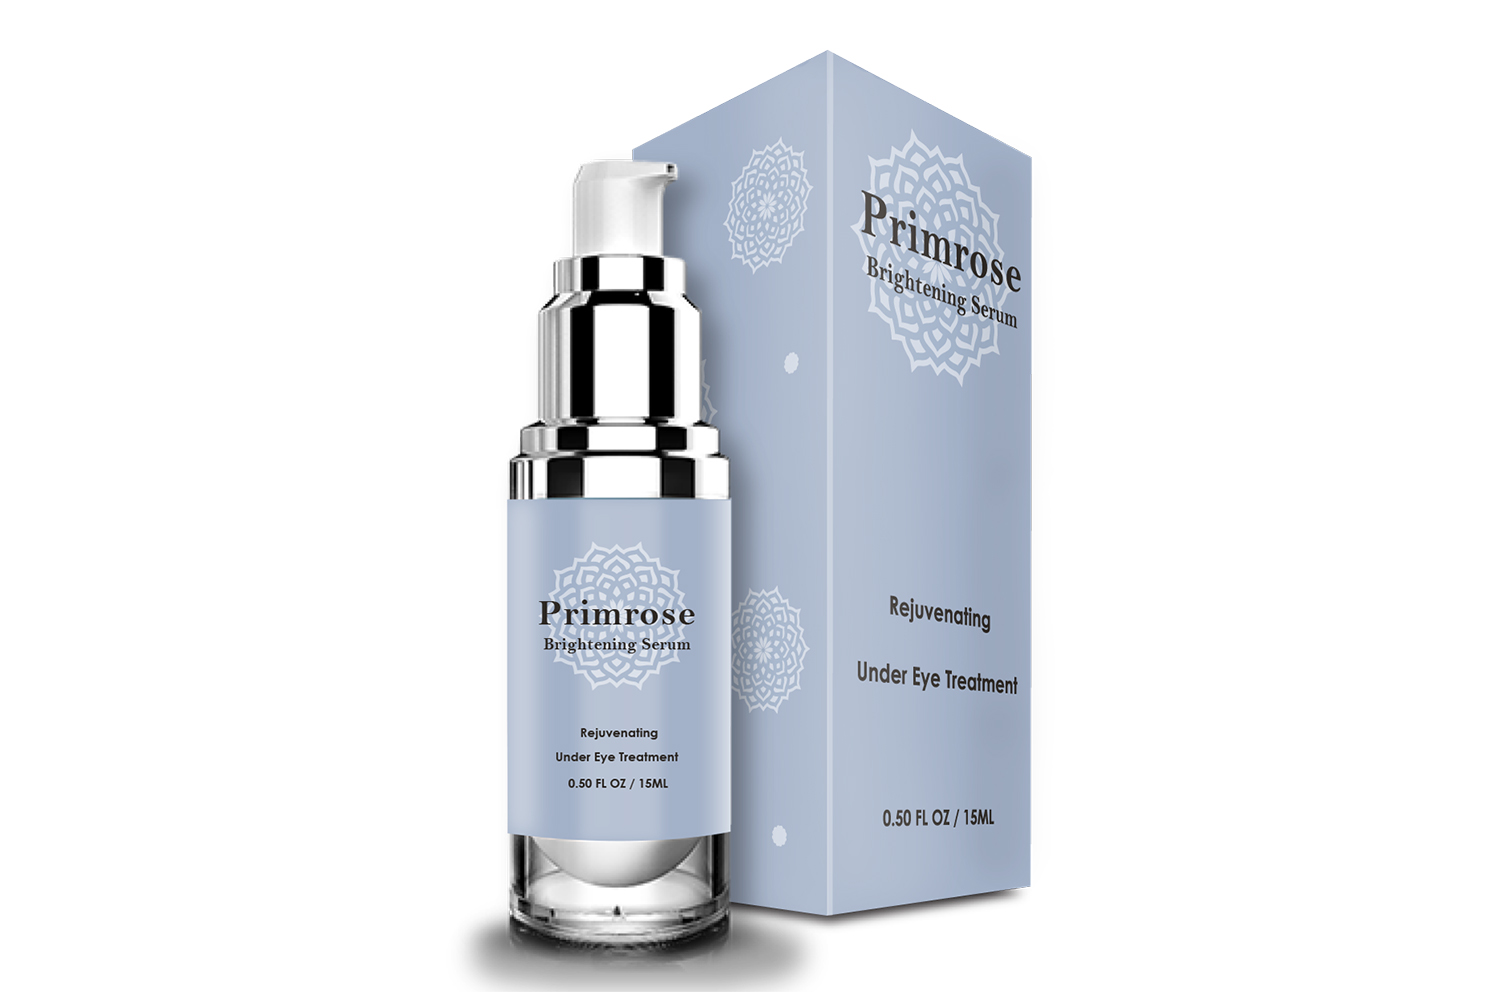 Primrose
Brightening Serum
Rejuvenating
Under Eye Treatment
0.50 FL OZ / 15ML
Primrose
Brightening Serum
Rejuvenating
Under Eye Treatment
0.50 FL OZ / 15ML